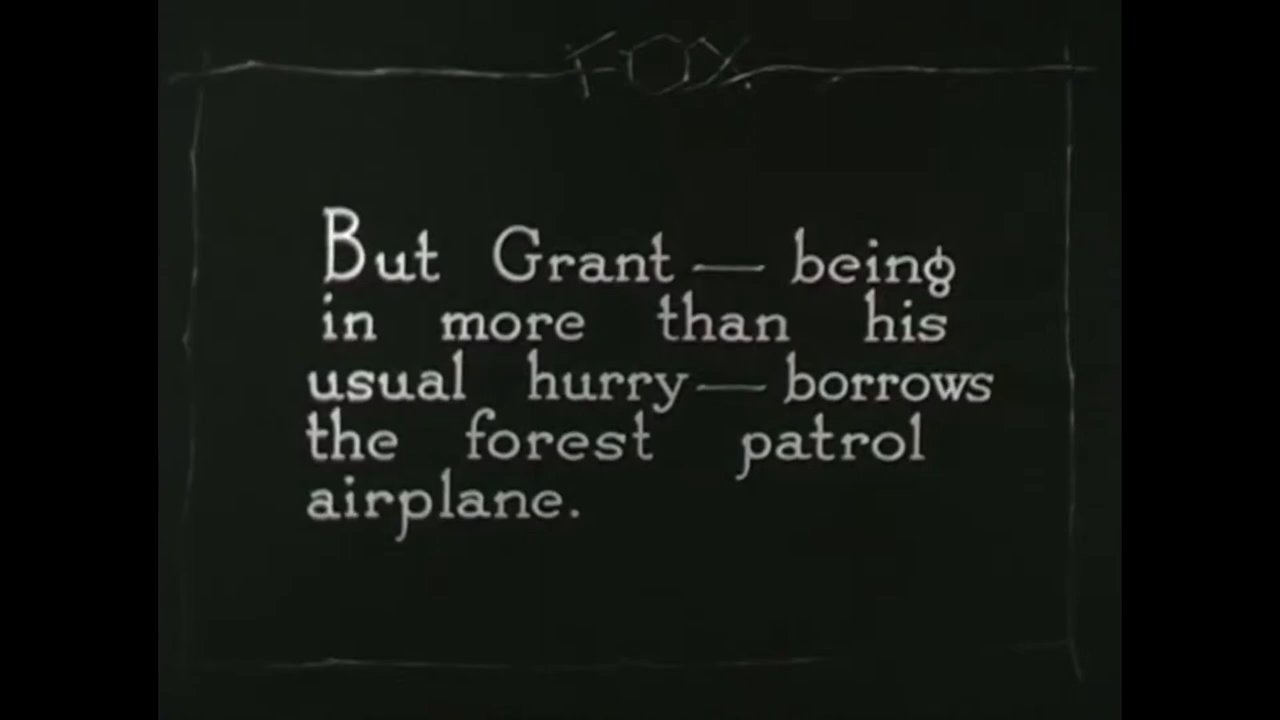 FOX
But Grant — being
in more than his
usual hurry — borrows
the forest patrol
airplane.